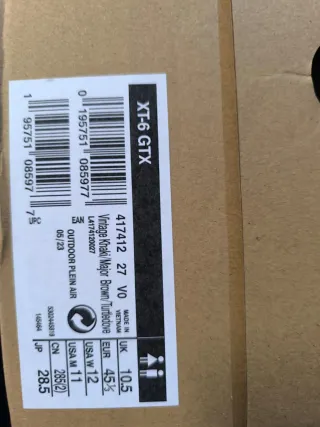 XT-6 GTX
417412 27 V0
MADE IN
VIETNAM
Vintage Khaki/Major Brown/Turtledove
L4174120027
0 195751 085977
EAN
UPC
1 95751 08597 7
OUTDOOR PLEIN AIR
05/23
UK 10.5
EUR 45⅓
USA W 12
USA M 11
CN 285(2)
JP 28.5